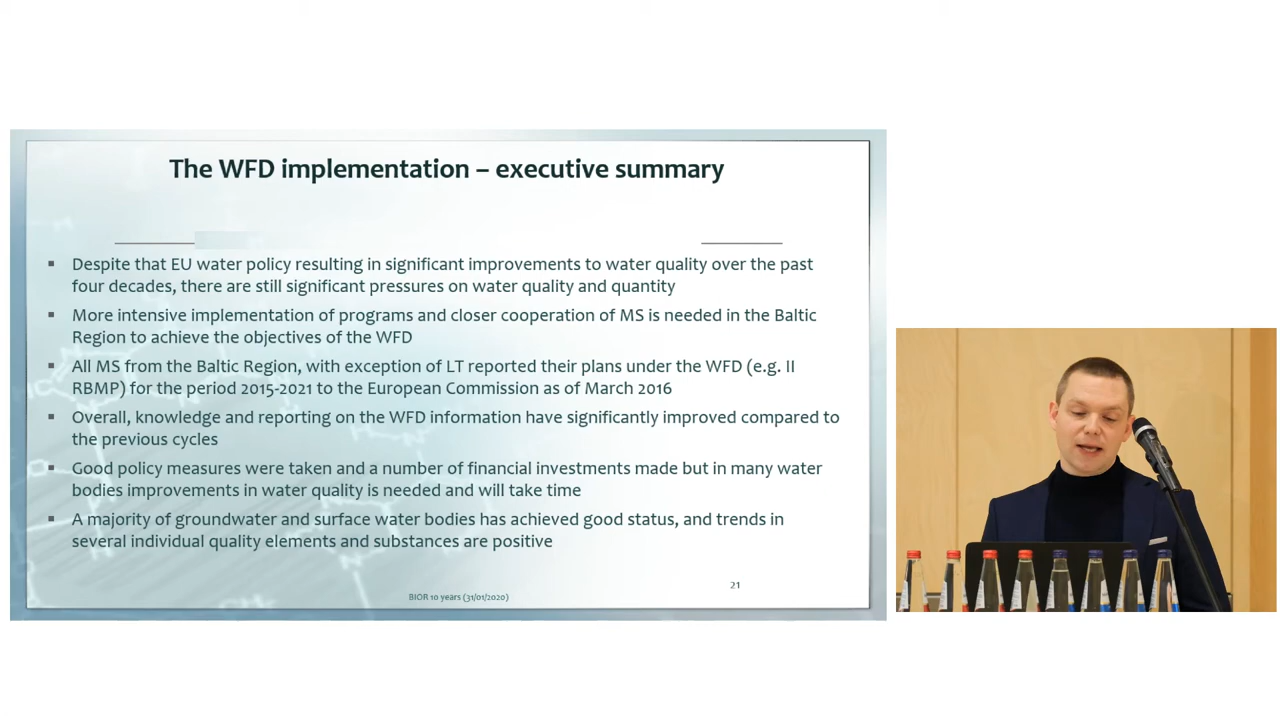 The WFD implementation – executive summary
▪ Despite that EU water policy resulting in significant improvements to water quality over the past
four decades, there are still significant pressures on water quality and quantity
▪ More intensive implementation of programs and closer cooperation of MS is needed in the Baltic
Region to achieve the objectives of the WFD
▪ All MS from the Baltic Region, with exception of LT reported their plans under the WFD (e.g. II
RBMP) for the period 2015-2021 to the European Commission as of March 2016
▪ Overall, knowledge and reporting on the WFD information have significantly improved compared to
the previous cycles
▪ Good policy measures were taken and a number of financial investments made but in many water
bodies improvements in water quality is needed and will take time
▪ A majority of groundwater and surface water bodies has achieved good status, and trends in
several individual quality elements and substances are positive
21
BIOR 10 years (31/01/2020)